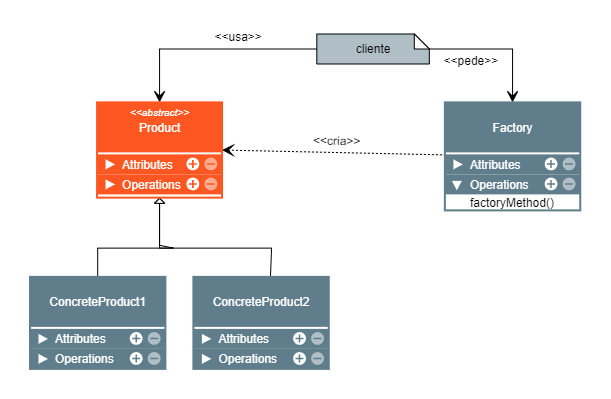 <<usa>>
cliente
<<pede>>
<<abstract>>
Product
Attributes
Operations
<<cria>>
Factory
Attributes
Operations
factoryMethod()
ConcreteProduct1
Attributes
Operations
ConcreteProduct2
Attributes
Operations